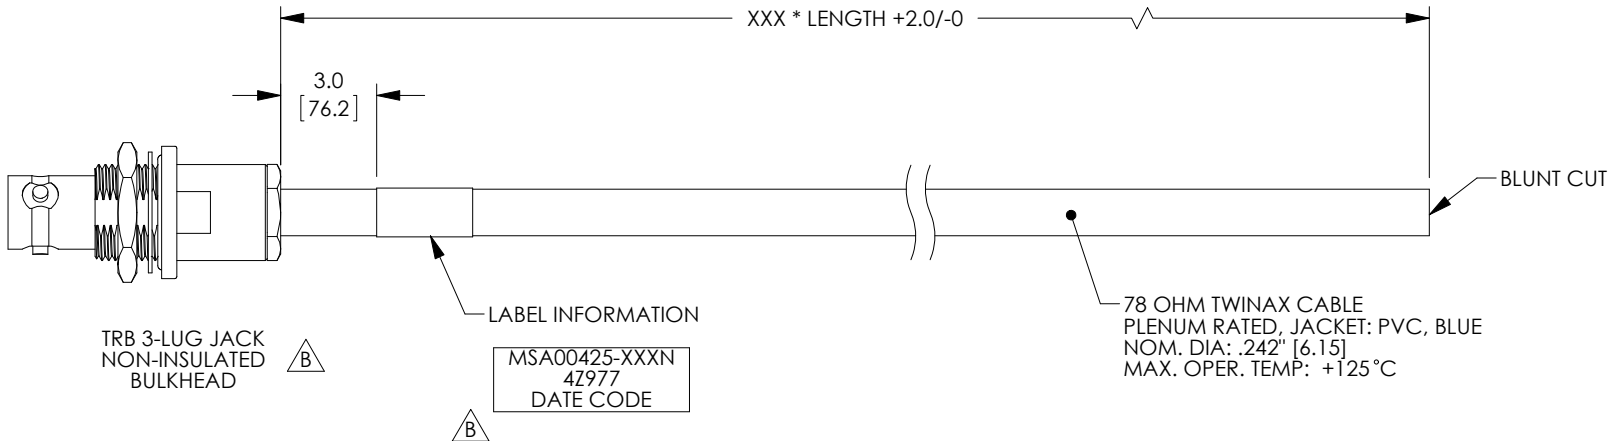 XXX * LENGTH +2.0/-0
3.0
[76.2]
BLUNT CUT
LABEL INFORMATION
78 OHM TWINAX CABLE
PLENUM RATED, JACKET: PVC, BLUE
NOM. DIA: .242" [6.15]
MAX. OPER. TEMP: +125°C
TRB 3-LUG JACK
NON-INSULATED
BULKHEAD
B
MSA00425-XXXN
4Z977
DATE CODE
B